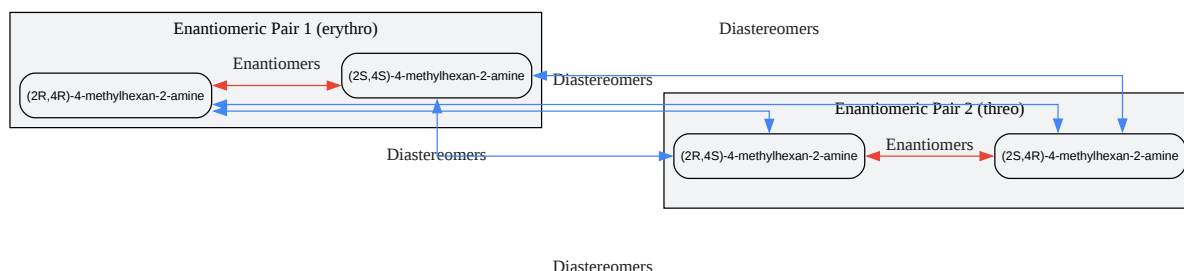 Enantiomeric Pair 1 (erythro)
Diastereomers
Enantiomers
(2S,4S)-4-methylhexan-2-amine
Diastereomers
(2R,4R)-4-methylhexan-2-amine
Enantiomeric Pair 2 (threo)
Enantiomers
Diastereomers
(2R,4S)-4-methylhexan-2-amine
(2S,4R)-4-methylhexan-2-amine
Diastereomers